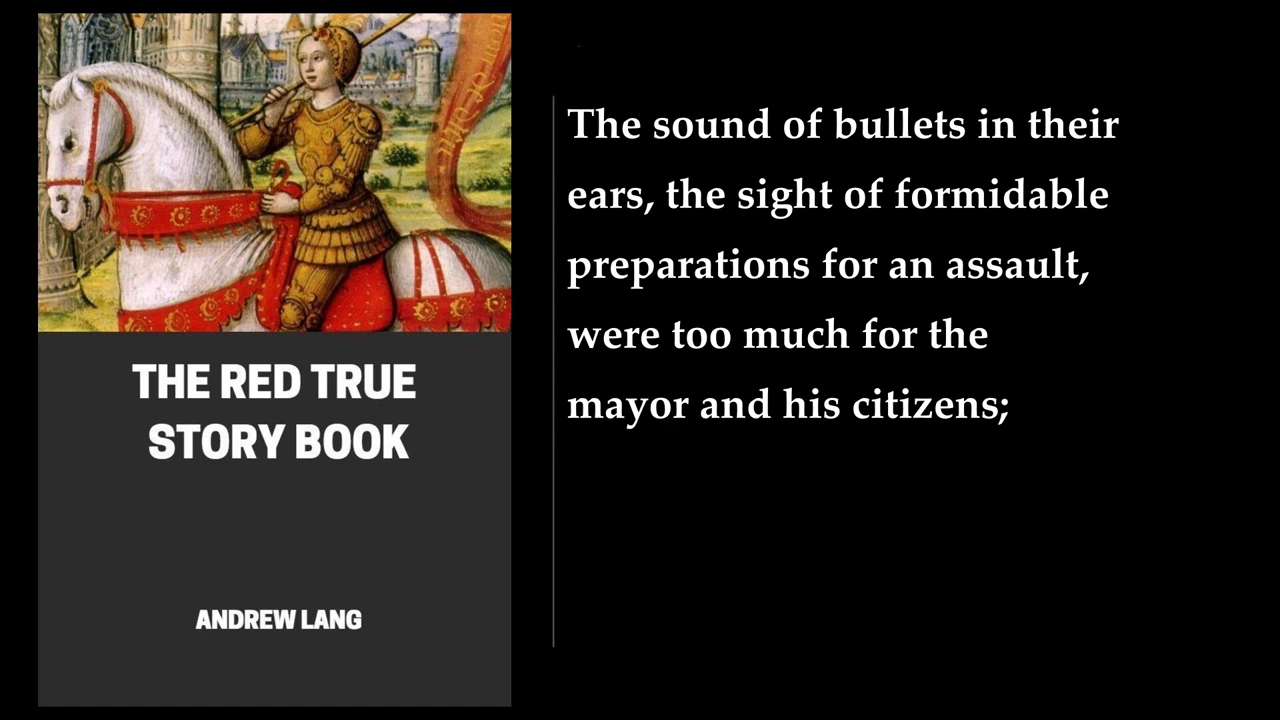 THE RED TRUE
STORY BOOK
ANDREW LANG
The sound of bullets in their
ears, the sight of formidable
preparations for an assault,
were too much for the
mayor and his citizens;